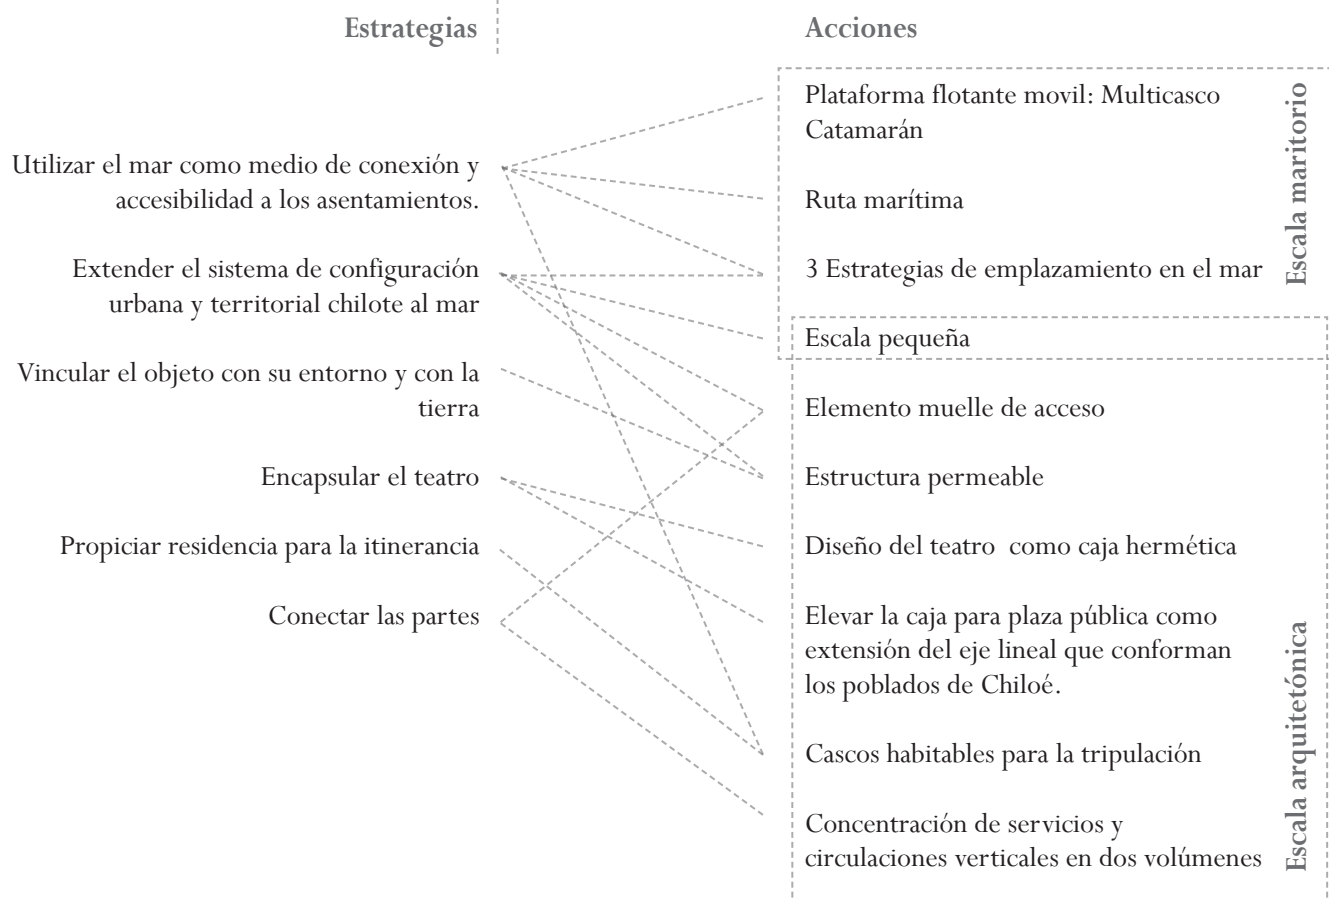 Estrategias
Utilizar el mar como medio de conexión y
accesibilidad a los asentamientos.
Extender el sistema de configuración
urbana y territorial chilote al mar
Vincular el objeto con su entorno y con la
tierra
Encapsular el teatro
Propiciar residencia para la itinerancia
Conectar las partes
Acciones
Plataforma flotante movil: Multicasco
Catamarán
Ruta marítima
3 Estrategias de emplazamiento en el mar
Escala pequeña
Elemento muelle de acceso
Estructura permeable
Diseño del teatro como caja hermética
Elevar la caja para plaza pública como
extensión del eje lineal que conforman
los poblados de Chiloé.
Cascos habitables para la tripulación
Concentración de servicios y
circulaciones verticales en dos volúmenes
Escala maritorio
Escala arquitetónica